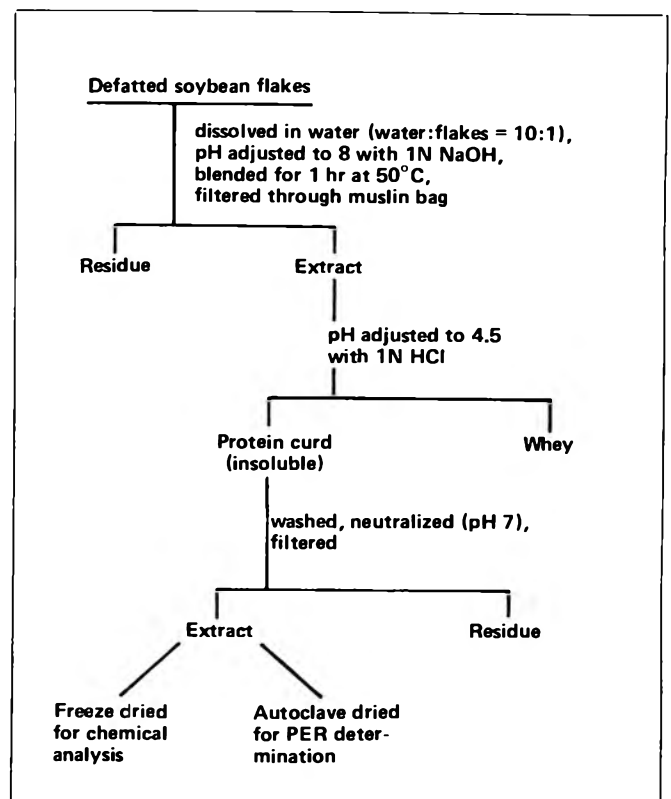 Defatted soybean flakes
dissolved in water (water:flakes = 10:1),
pH adjusted to 8 with 1N NaOH,
blended for 1 hr at 50°C,
filtered through muslin bag
Residue
Extract
pH adjusted to 4.5
with 1N HCl
Protein curd
(insoluble)
Whey
washed, neutralized (pH 7),
filtered
Extract
Residue
Freeze dried
for chemical
analysis
Autoclave dried
for PER deter-
mination